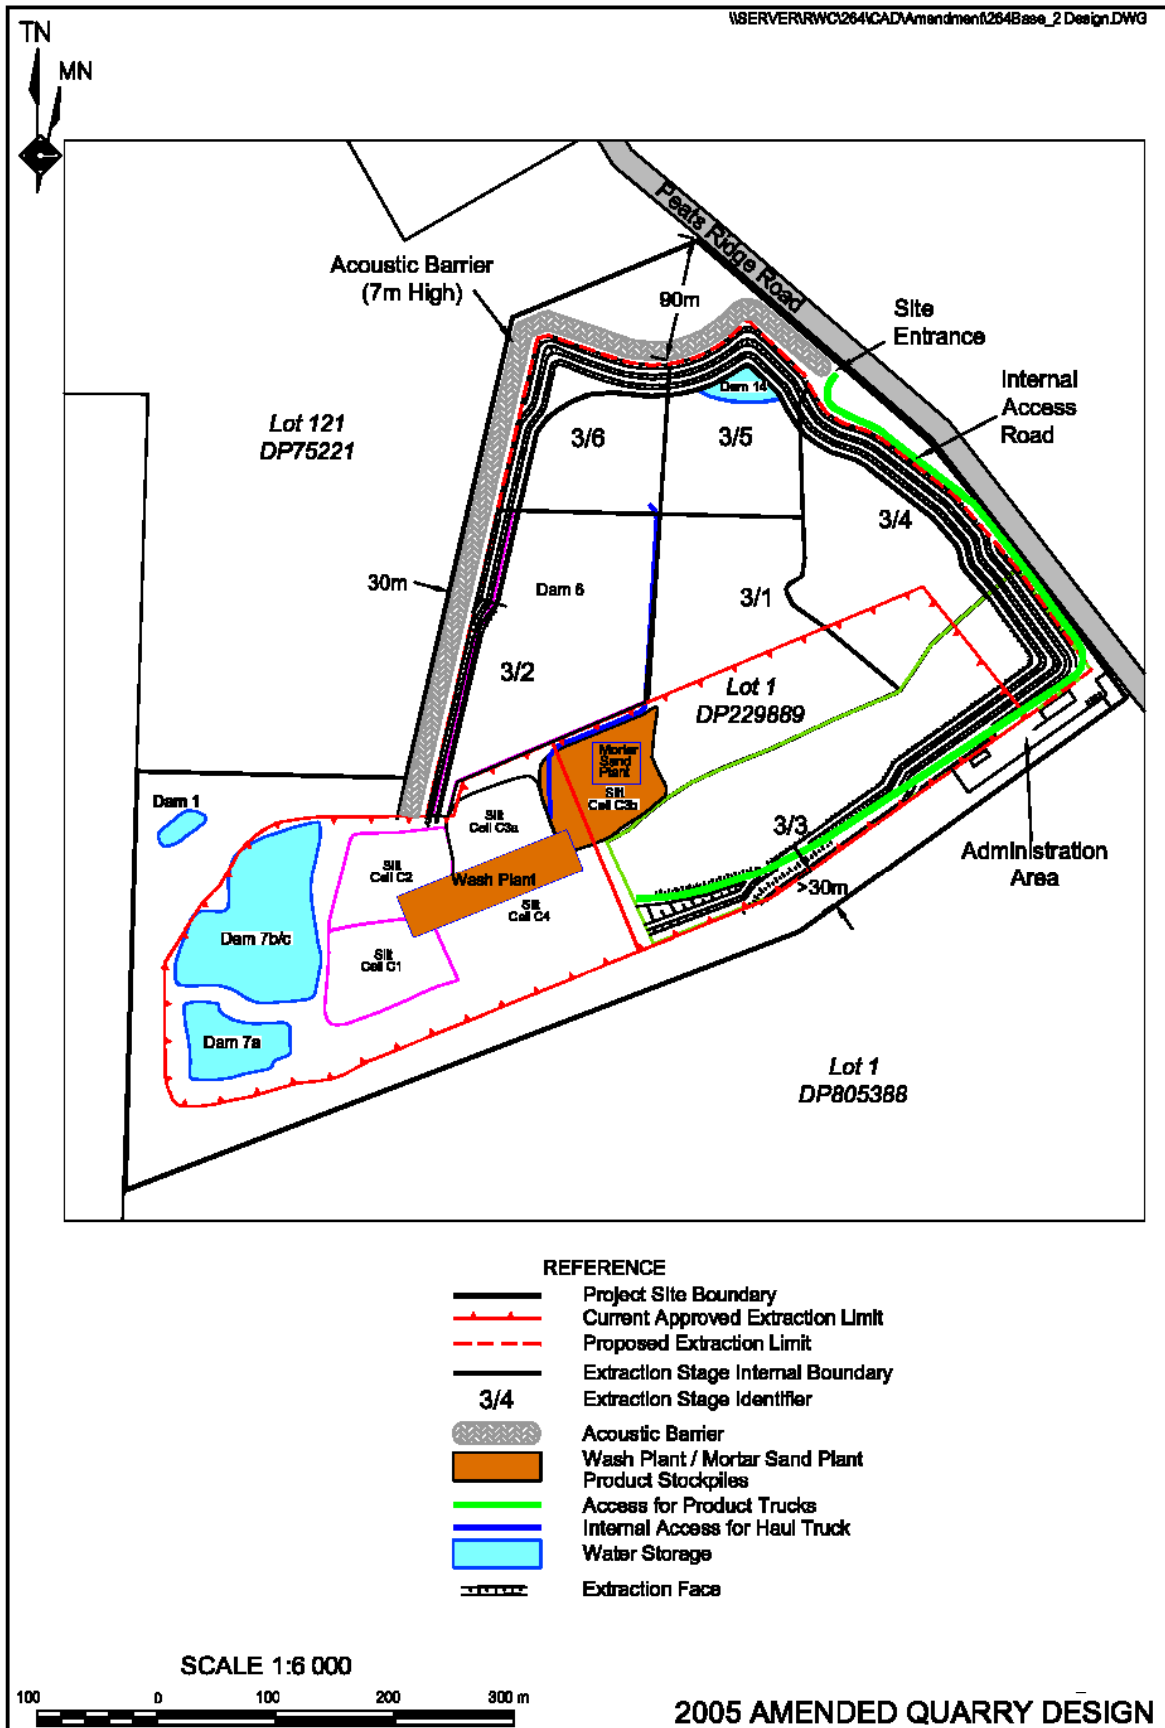 \\SERVER\RWC\264\CAD\Amendment\264Base_2 Design.DWG
TN
MN
Peats Ridge Road
Acoustic Barrier
(7m High)
90m
Site
Entrance
Internal
Access
Road
Dam 14
Lot 121
DP75221
3/6
3/5
3/4
30m
Dam 6
3/1
3/2
Lot 1
DP229889
Mortar
Sand
Plant
Silt
Cell C3b
Dam 1
Silt
Cell C3a
3/3
Administration
Area
Silt
Cell C2
Wash Plant
>30m
Silt
Cell C4
Dam 7b/c
Silt
Cell C1
Dam 7a
Lot 1
DP805388
REFERENCE
Project Site Boundary
Current Approved Extraction Limit
Proposed Extraction Limit
Extraction Stage Internal Boundary
3/4 Extraction Stage Identifier
Acoustic Barrier
Wash Plant / Mortar Sand Plant
Product Stockpiles
Access for Product Trucks
Internal Access for Haul Truck
Water Storage
Extraction Face
SCALE 1:6 000
100 0 100 200 300 m
2005 AMENDED QUARRY DESIGN